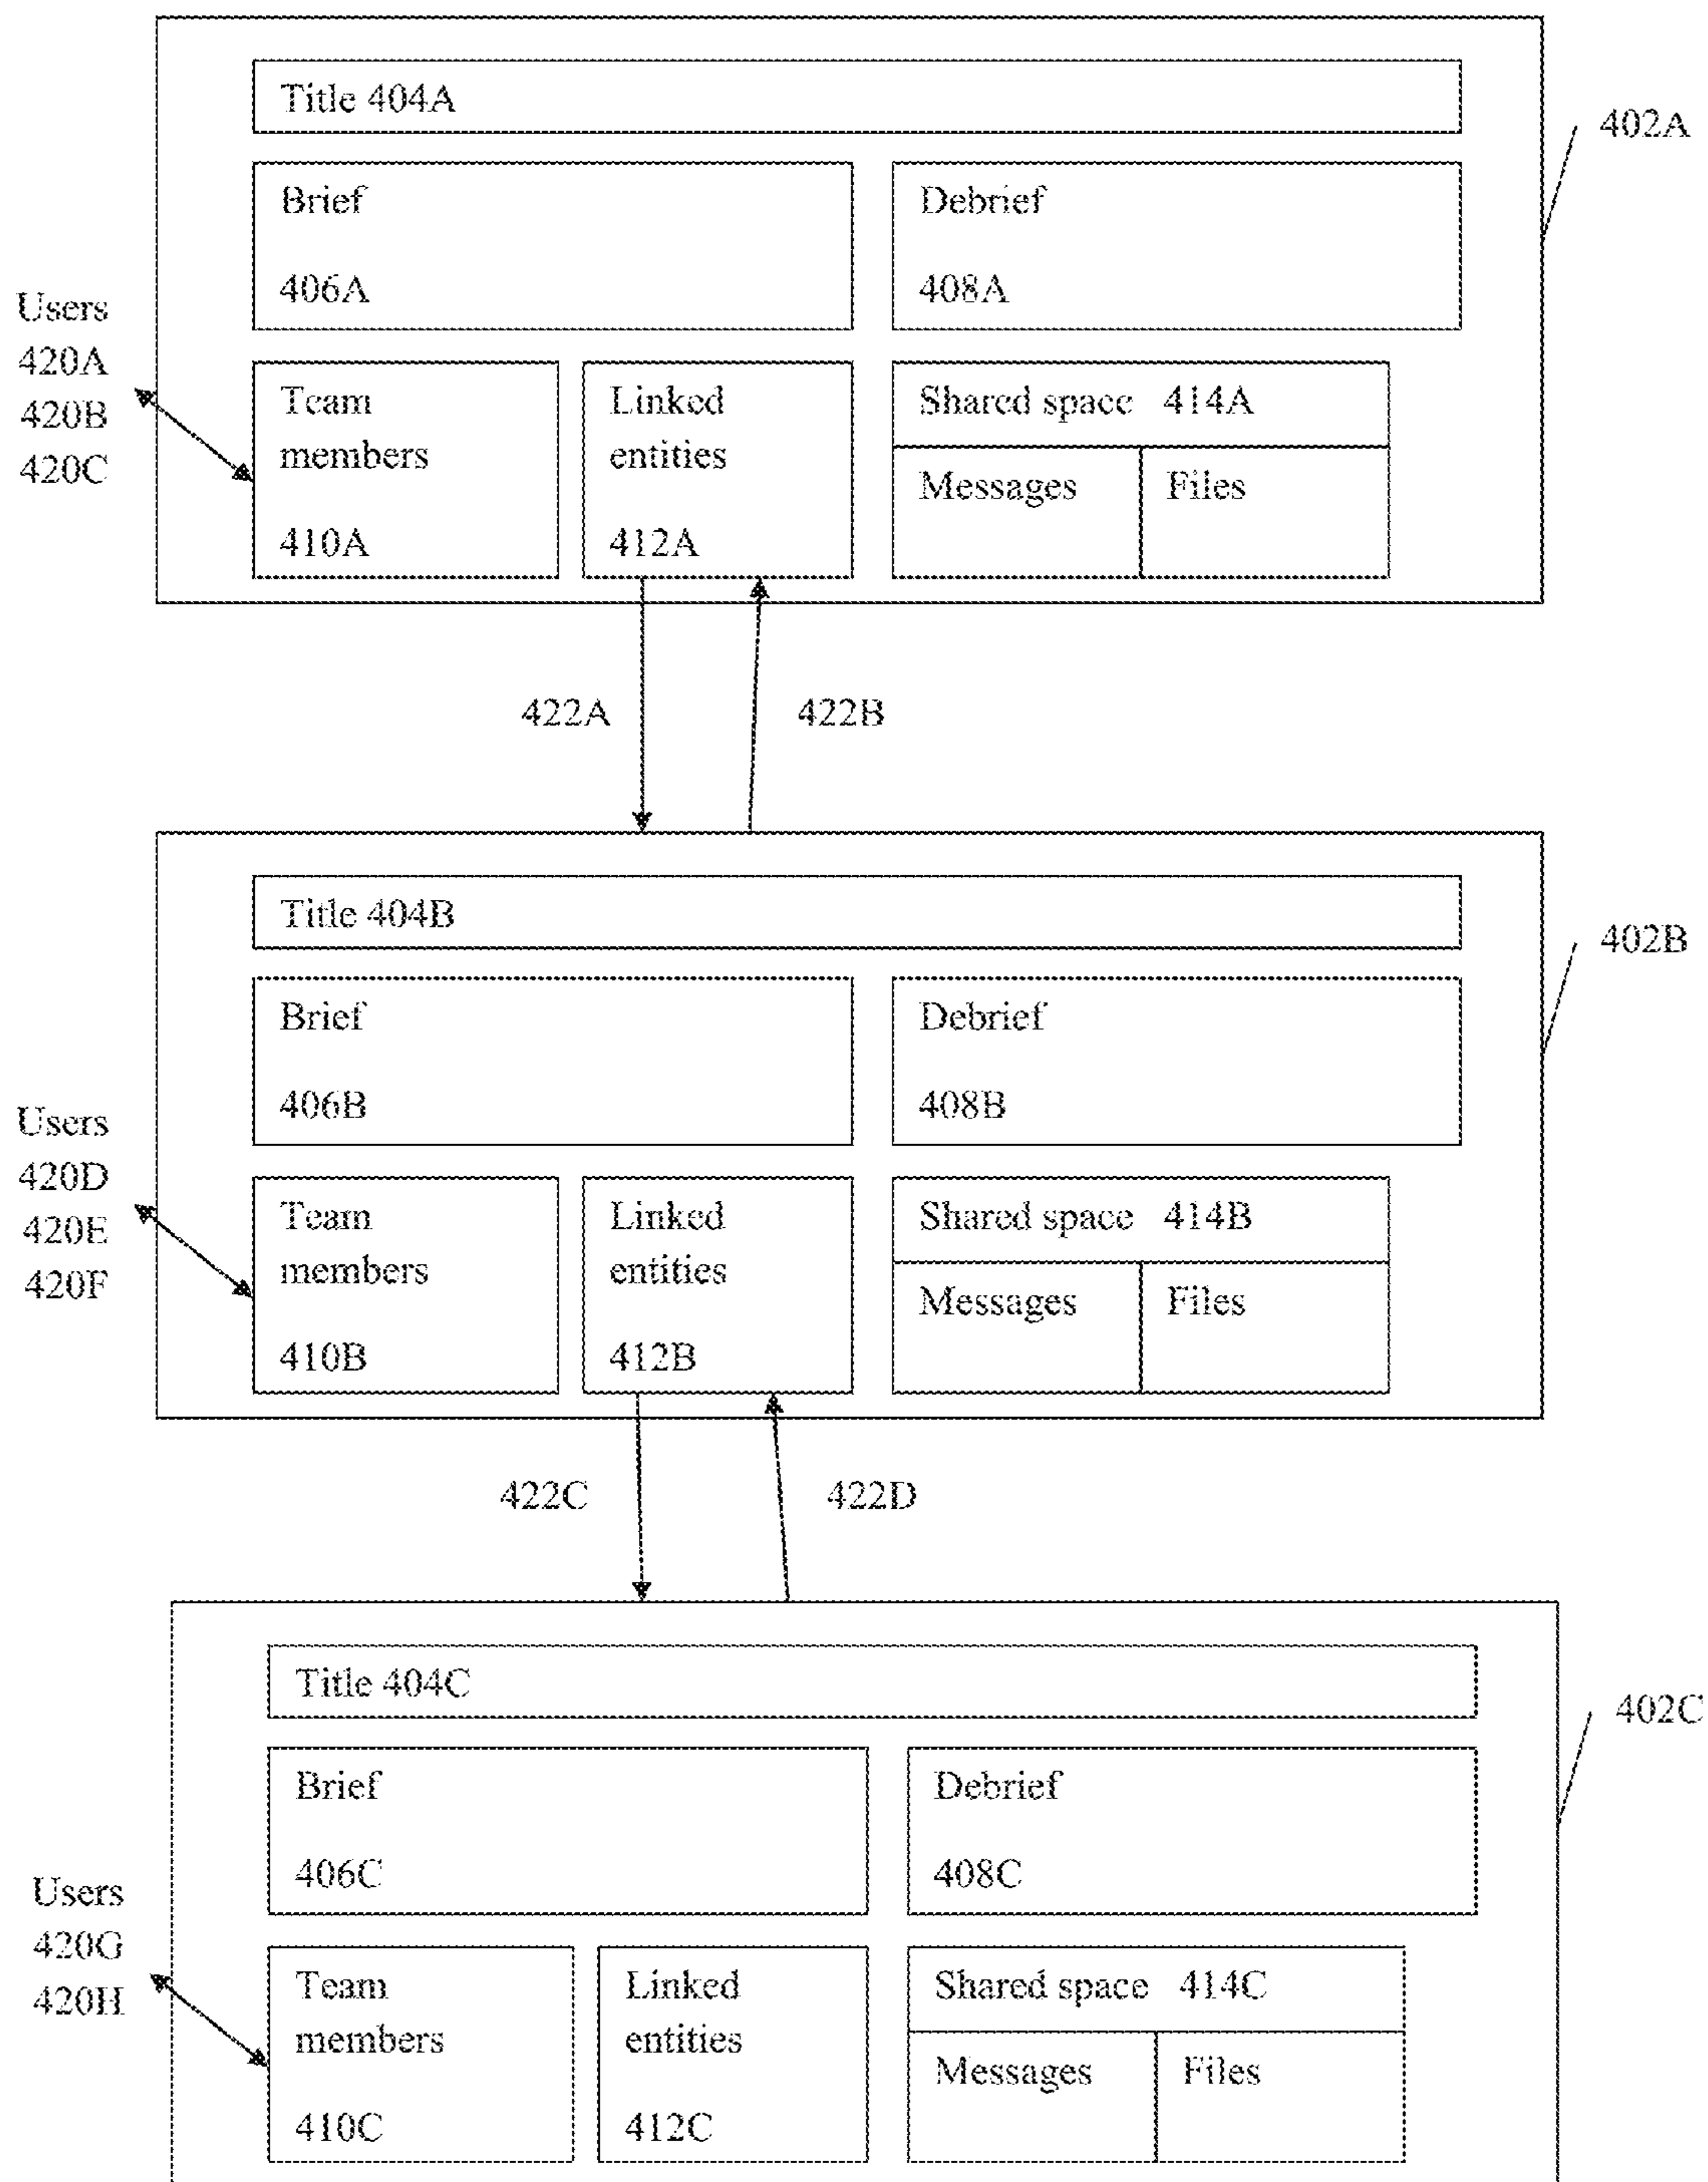 Title 404A
402A
Brief
406A
Debrief
408A
Users
420A
420B
420C
Team
members
410A
Linked
entities
412A
Shared space 414A
Messages
Files
422A
422B
Title 404B
402B
Brief
406B
Debrief
408B
Users
420D
420E
420F
Team
members
410B
Linked
entities
412B
Shared space 414B
Messages
Files
422C
422D
Title 404C
402C
Brief
406C
Debrief
408C
Users
420G
420H
Team
members
410C
Linked
entities
412C
Shared space 414C
Messages
Files